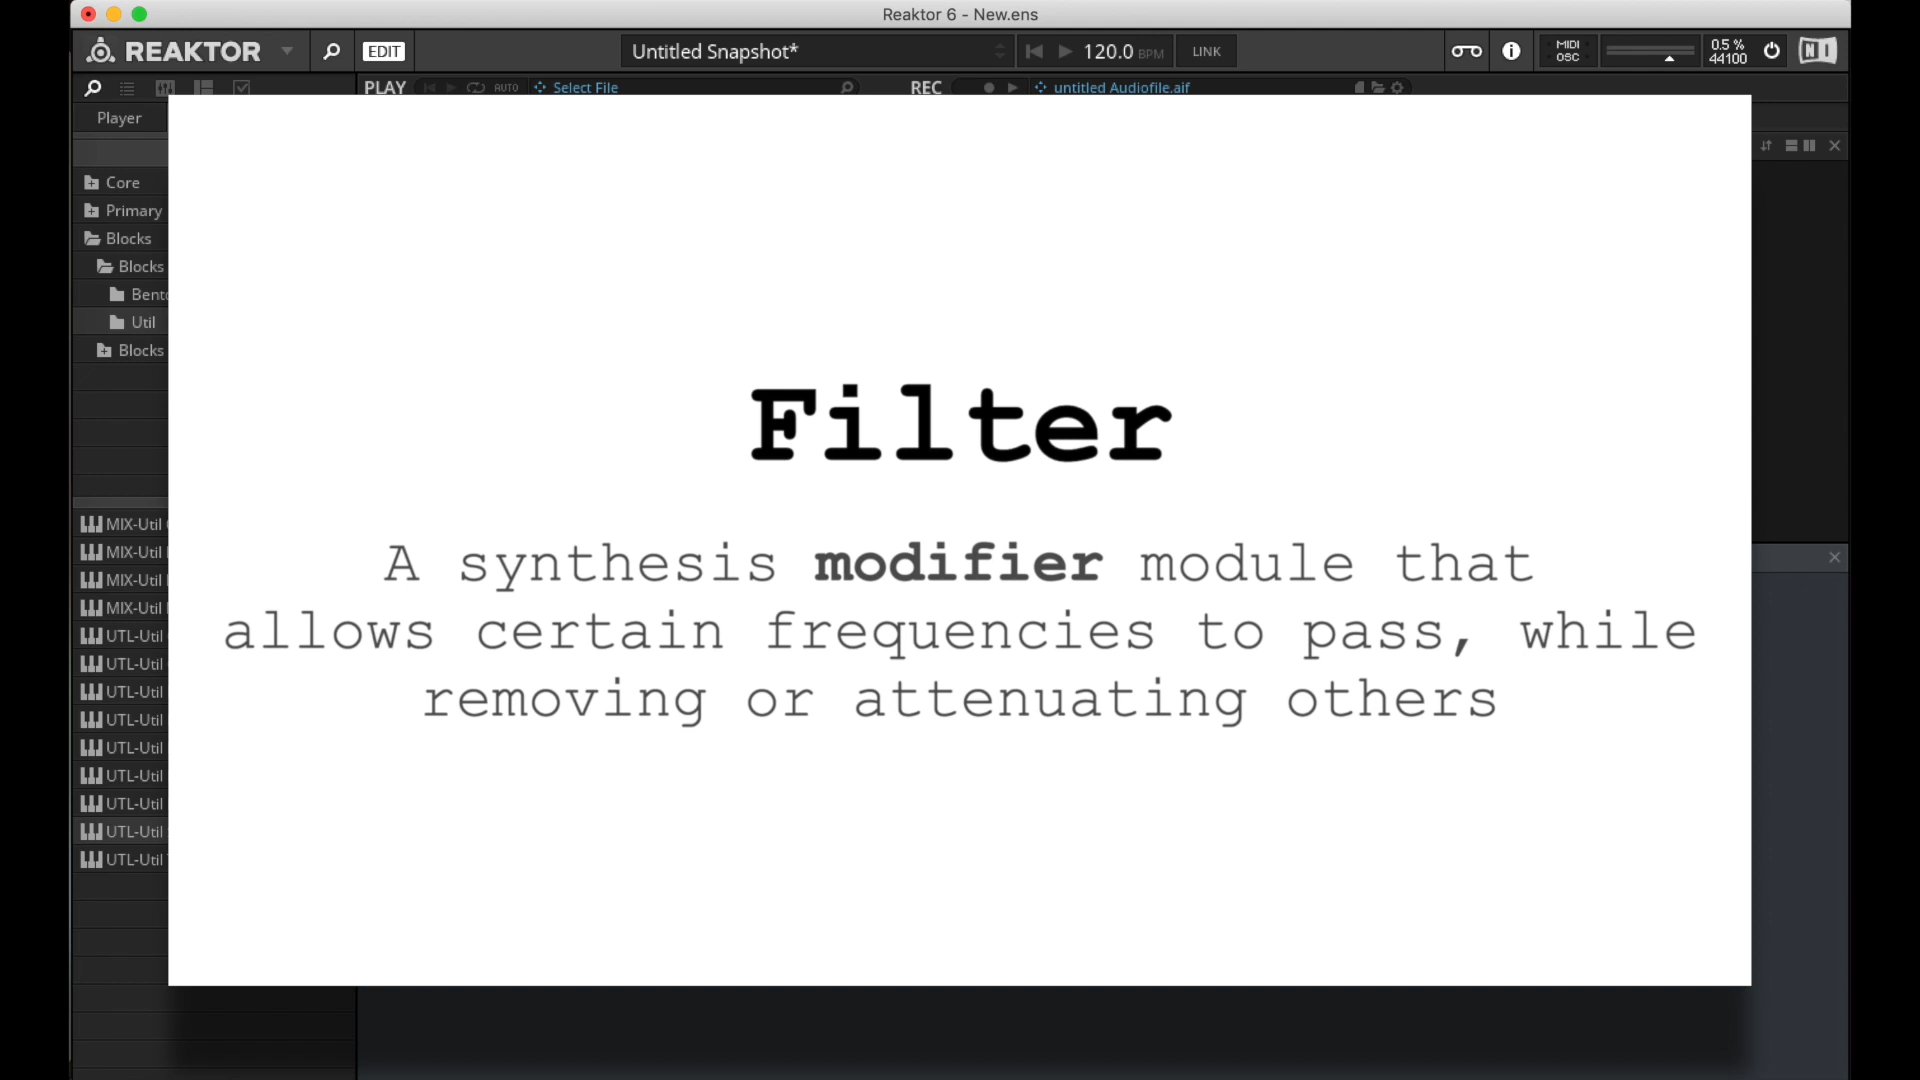 Reaktor 6 - New.ens
REAKTOR
EDIT
Untitled Snapshot*
120.0 BPM
LINK
MIDI
OSC
0.5 %
44100
NI
PLAY
AUTO
Select File
REC
untitled Audiofile.aif
Player
Core
Primary
Blocks
Blocks
Util
Blocks
MIX-Util
MIX-Util
MIX-Util
MIX-Util
UTL-Util
UTL-Util
UTL-Util
UTL-Util
UTL-Util
UTL-Util
UTL-Util
UTL-Util
UTL-Util
Filter
A synthesis modifier module that
allows certain frequencies to pass, while
removing or attenuating others